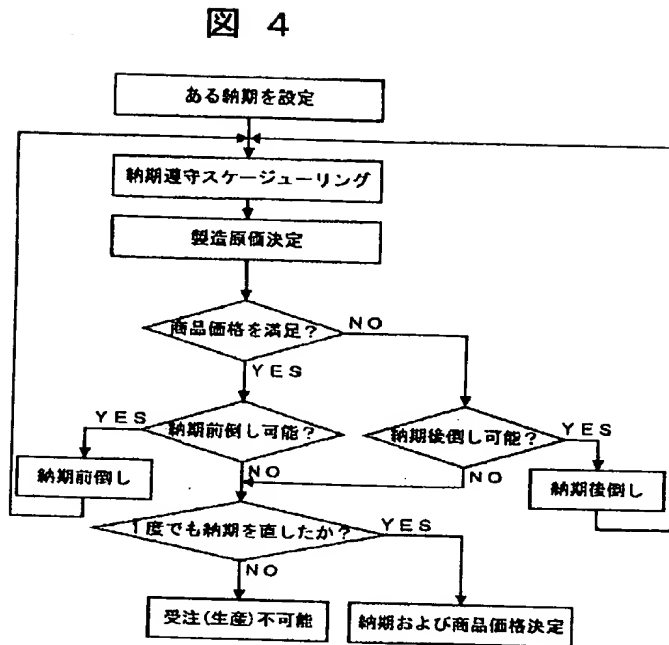 図 4
ある納期を設定
納期遵守スケージューリング
製造原価決定
商品価格を満足？
NO
YES
YES
納期前倒し可能？
納期後倒し可能？
YES
納期前倒し
NO
NO
納期後倒し
1度でも納期を直したか？
YES
NO
受注(生産)不可能
納期および商品価格決定